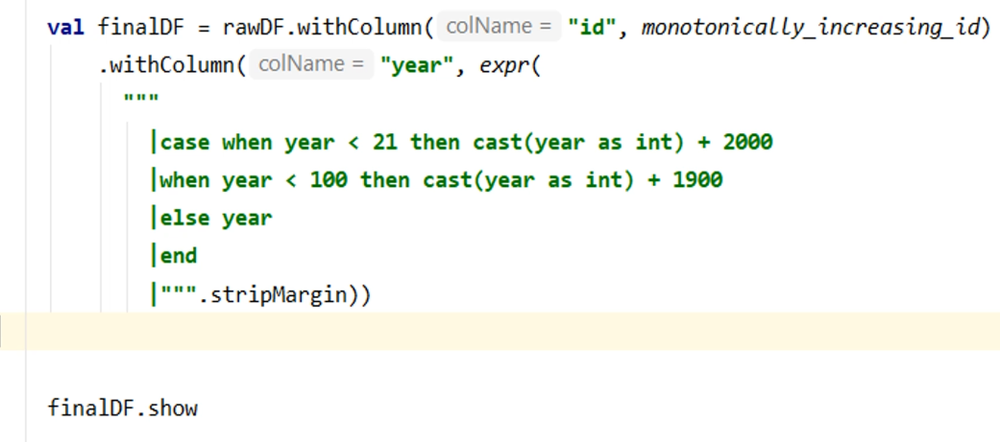 val finalDF = rawDF.withColumn( colName = "id", monotonically_increasing_id)
.withColumn( colName = "year", expr(
"""
|case when year < 21 then cast(year as int) + 2000
|when year < 100 then cast(year as int) + 1900
|else year
|end
|""".stripMargin))
finalDF.show